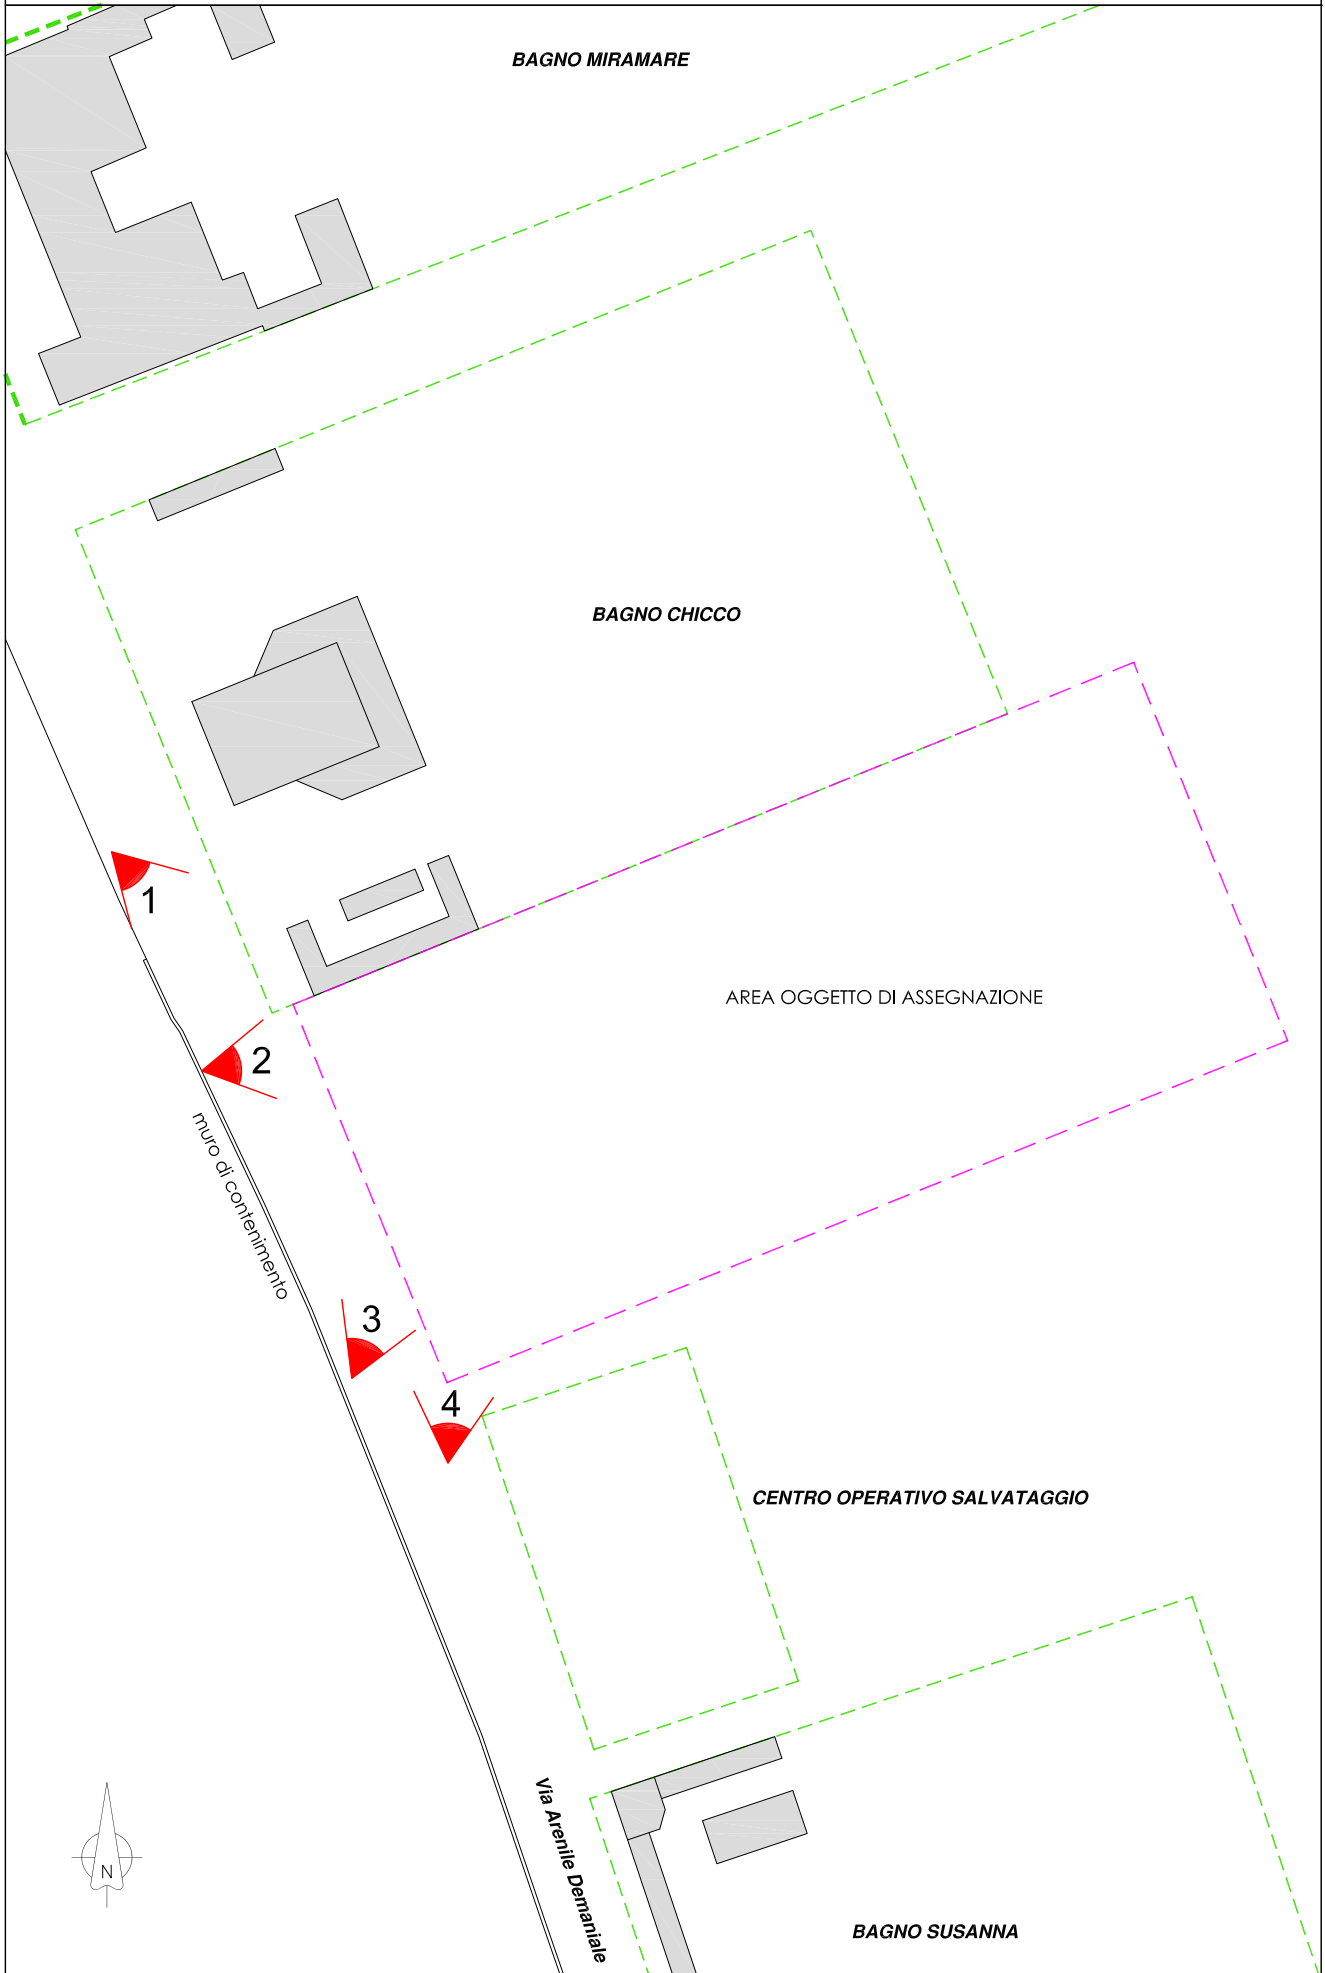 BAGNO MIRAMARE
BAGNO CHICCO
1
AREA OGGETTO DI ASSEGNAZIONE
2
muro di contenimento
3
4
CENTRO OPERATIVO SALVATAGGIO
Via Arenile Demaniale
N
BAGNO SUSANNA